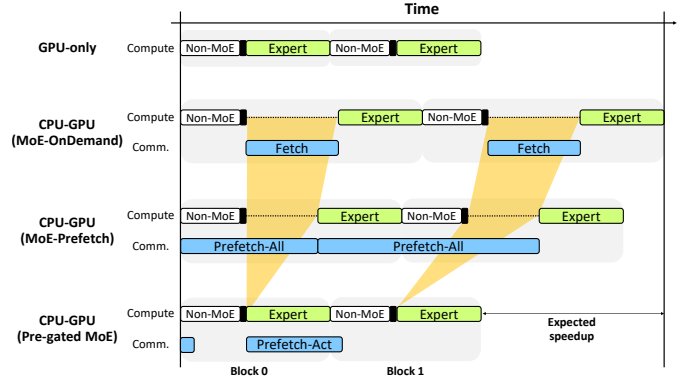 Time
GPU-only
Compute
Non-MoE
Expert
Non-MoE
Expert
CPU-GPU
(MoE-OnDemand)
Compute
Non-MoE
Expert
Non-MoE
Expert
Comm.
Fetch
Fetch
CPU-GPU
(MoE-Prefetch)
Compute
Non-MoE
Expert
Non-MoE
Expert
Comm.
Prefetch-All
Prefetch-All
CPU-GPU
(Pre-gated MoE)
Compute
Non-MoE
Expert
Non-MoE
Expert
Comm.
Prefetch-Act
Expected
speedup
Block 0
Block 1